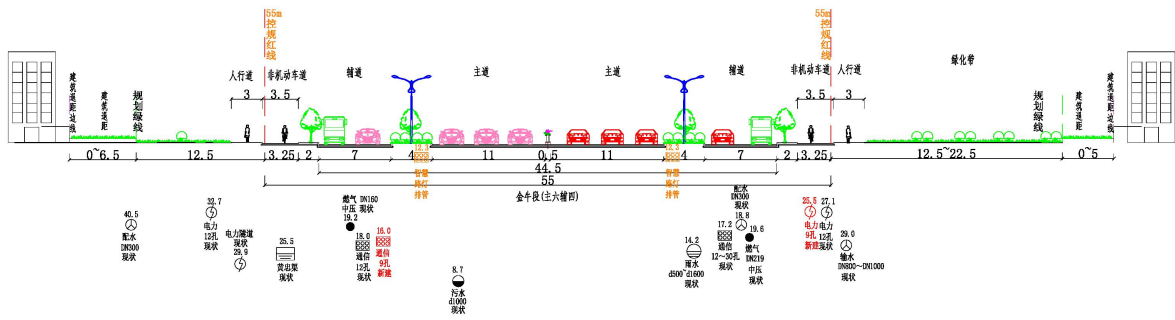 55m
控规红线
55m
控规红线
人行道
非机动车道
辅道
主道
主道
辅道
非机动车道
人行道
绿化带
3
3.5
3.5
3
建筑退距边线
建筑退距
规划绿线
规划绿线
建筑退距
建筑退距边线
12.3
智慧路灯排管
12.3
智慧路灯排管
0~6.5
12.5
3.25
2
7
4
11
0.5
11
4
7
2
3.25
12.5~22.5
0~5
44.5
55
金牛段(主六辅四)
40.5
配水
DN300
现状
32.7
电力
12孔
现状
电力隧道
现状
29.9
25.5
黄忠渠
现状
燃气 DN160
中压 现状
19.2
18.0
通信
12孔
现状
16.0
通信
9孔
新建
8.7
污水
d1000
现状
14.2
雨水
d500~d1600
现状
17.2
通信
12~30孔
现状
配水
DN300
现状
18.8
19.6
燃气
DN219
中压
现状
25.5
电力
9孔
新建
27.1
电力
12孔
现状
29.0
输水
DN800~DN1000
现状